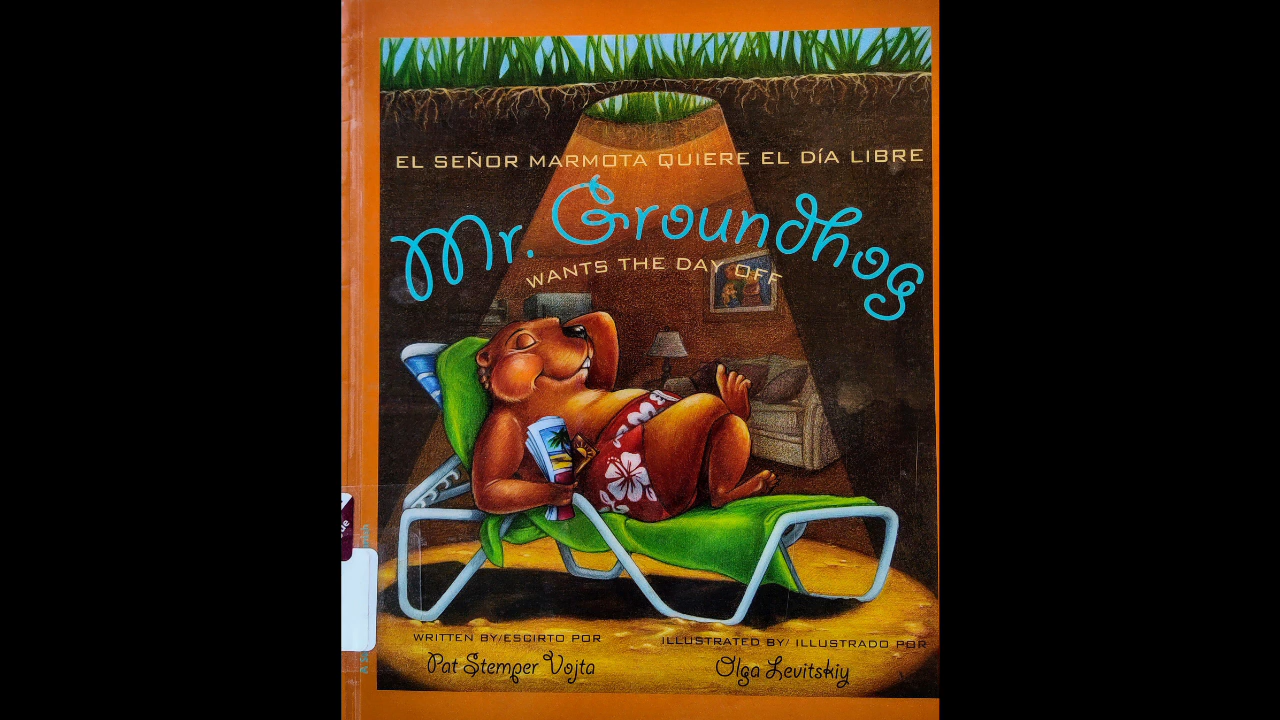 EL SEÑOR MARMOTA QUIERE EL DÍA LIBRE
Mr. Groundhog
WANTS THE DAY OFF
WRITTEN BY/ESCIRTO POR
Pat Stemper Vojta
ILLUSTRATED BY/ ILLUSTRADO POR
Olga Levitskiy